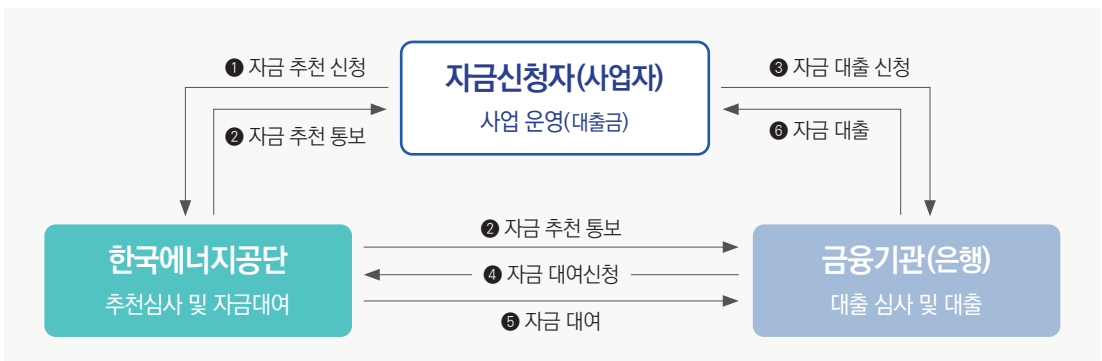 ❶ 자금 추천 신청
자금신청자(사업자)
❸ 자금 대출 신청
사업 운영(대출금)
❷ 자금 추천 통보
❻ 자금 대출
❷ 자금 추천 통보
한국에너지공단
금융기관(은행)
❹ 자금 대여신청
추천심사 및 자금대여
대출 심사 및 대출
❺ 자금 대여